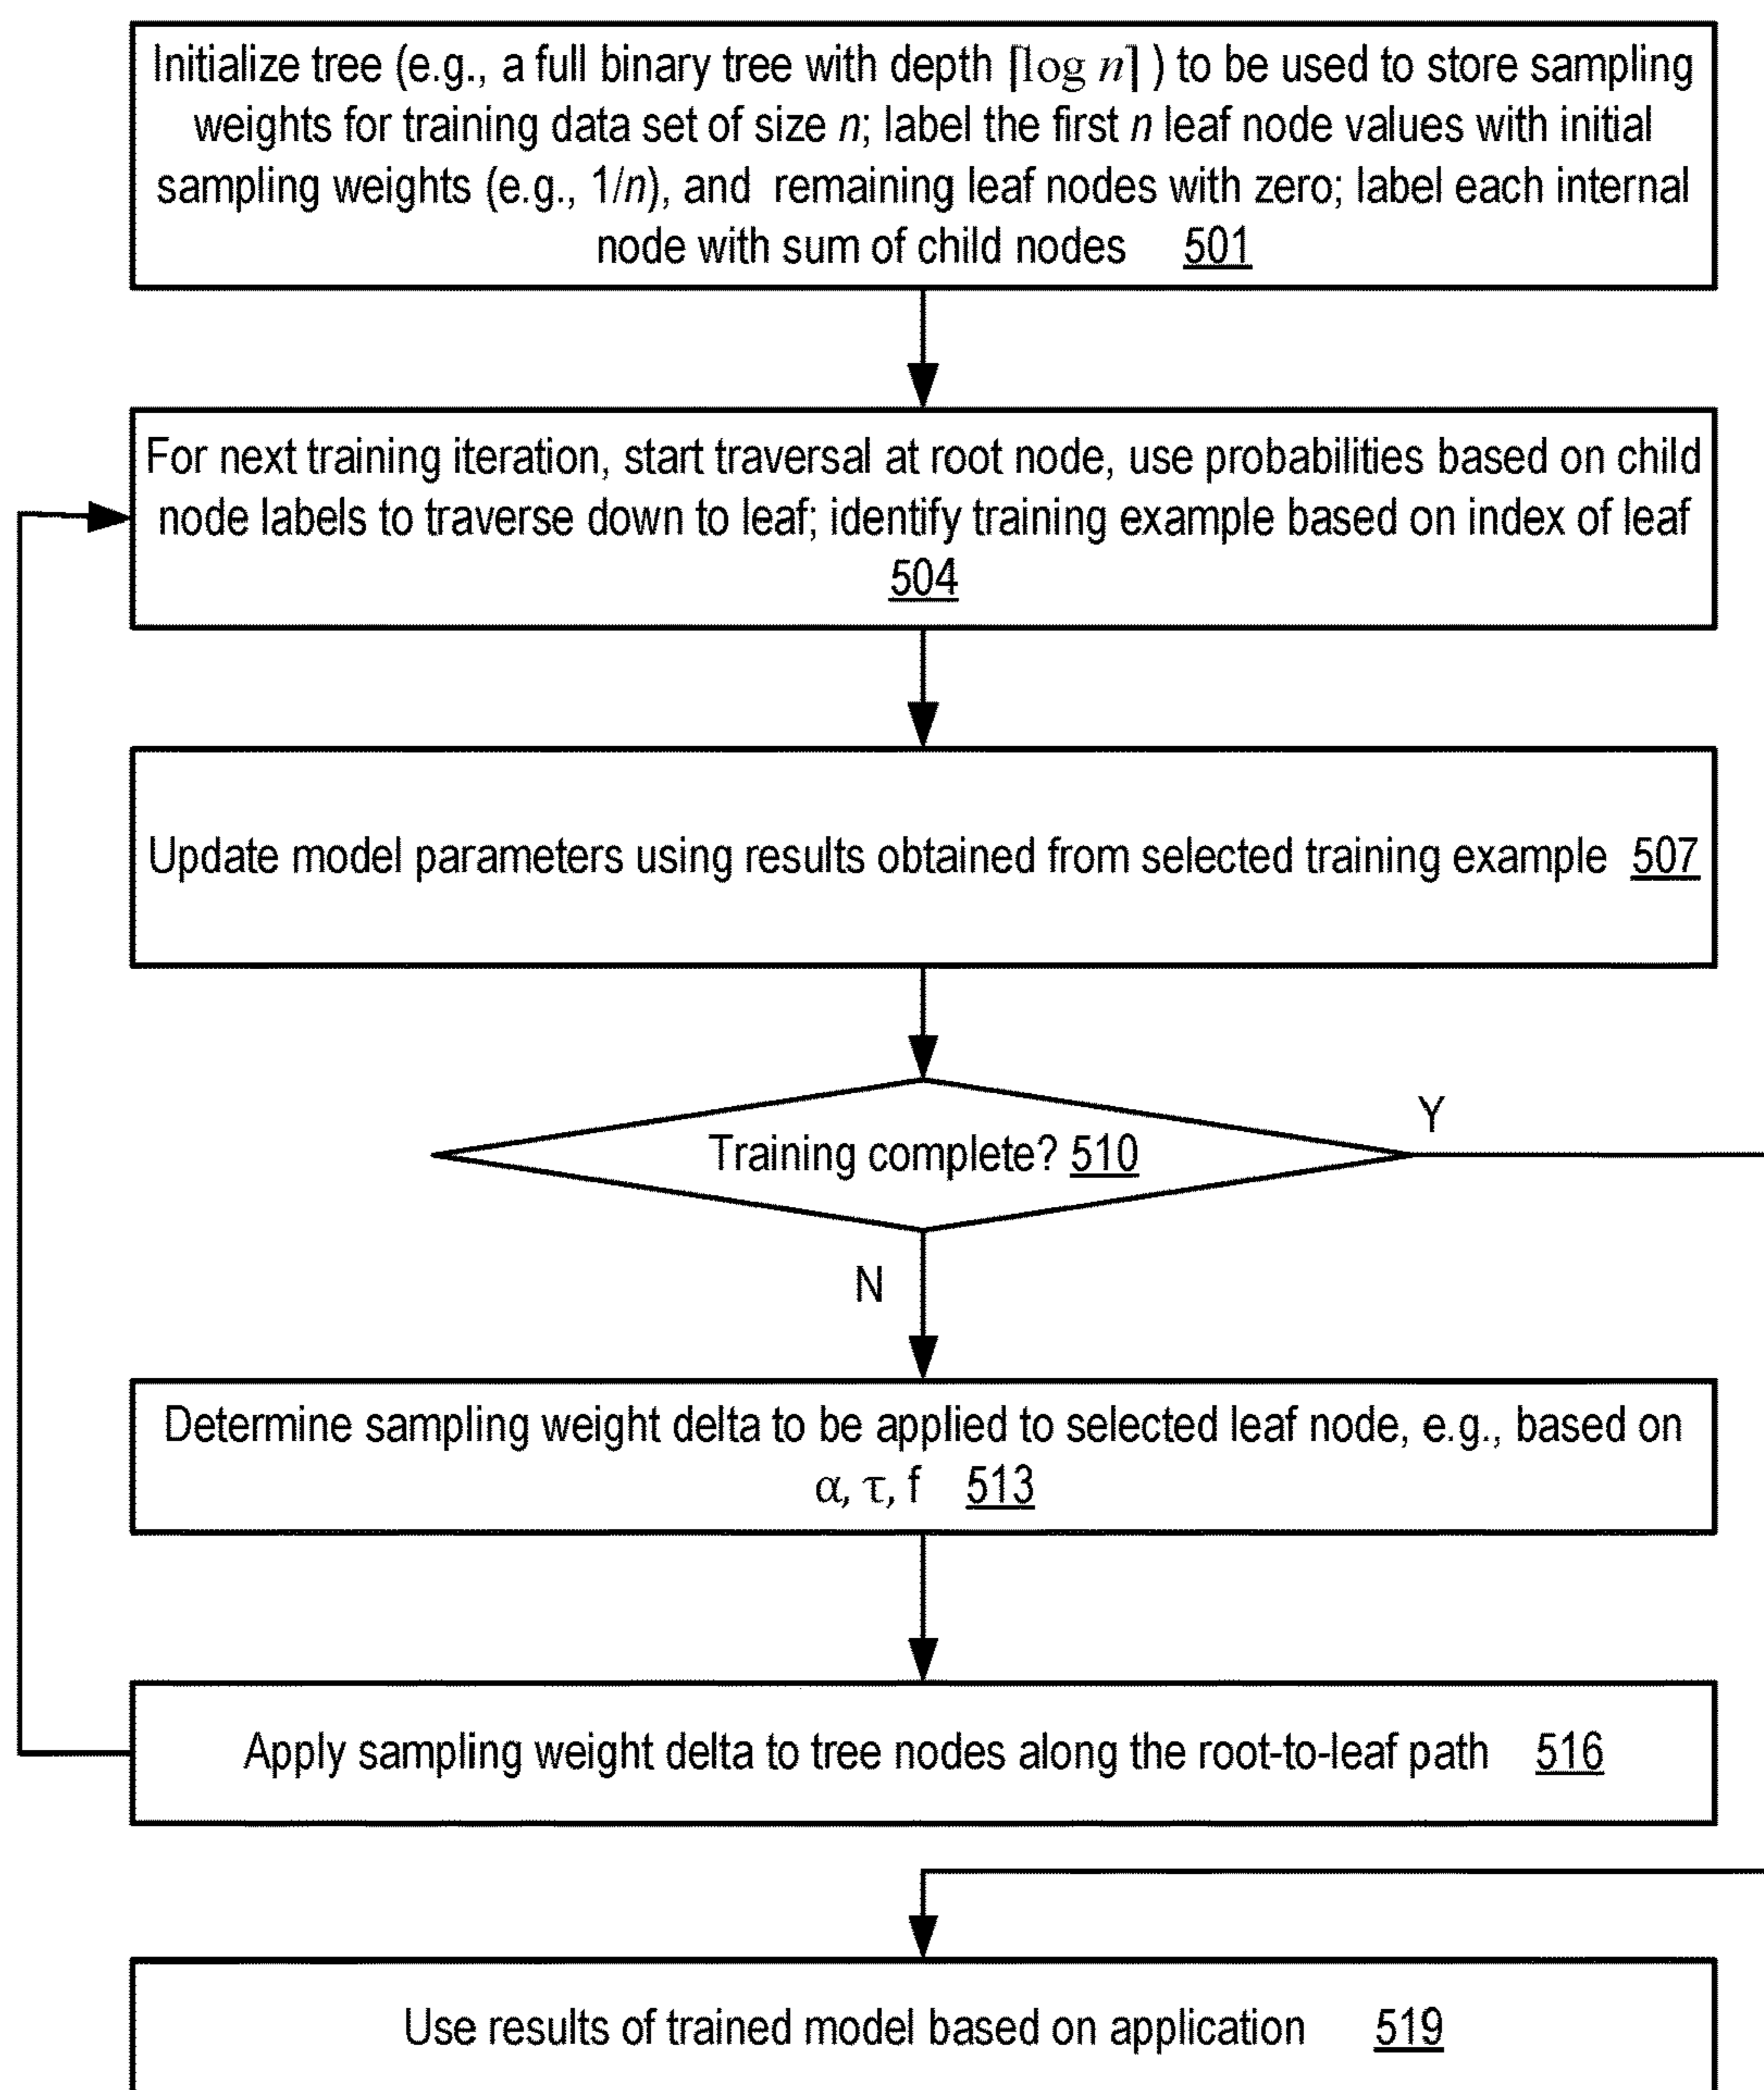 Initialize tree (e.g., a full binary tree with depth ⌈log n⌉ ) to be used to store sampling
weights for training data set of size n; label the first n leaf node values with initial
sampling weights (e.g., 1/n), and remaining leaf nodes with zero; label each internal
node with sum of child nodes 501
For next training iteration, start traversal at root node, use probabilities based on child
node labels to traverse down to leaf; identify training example based on index of leaf
504
Update model parameters using results obtained from selected training example 507
Training complete? 510
Y
N
Determine sampling weight delta to be applied to selected leaf node, e.g., based on
α, τ, f 513
Apply sampling weight delta to tree nodes along the root-to-leaf path 516
Use results of trained model based on application 519